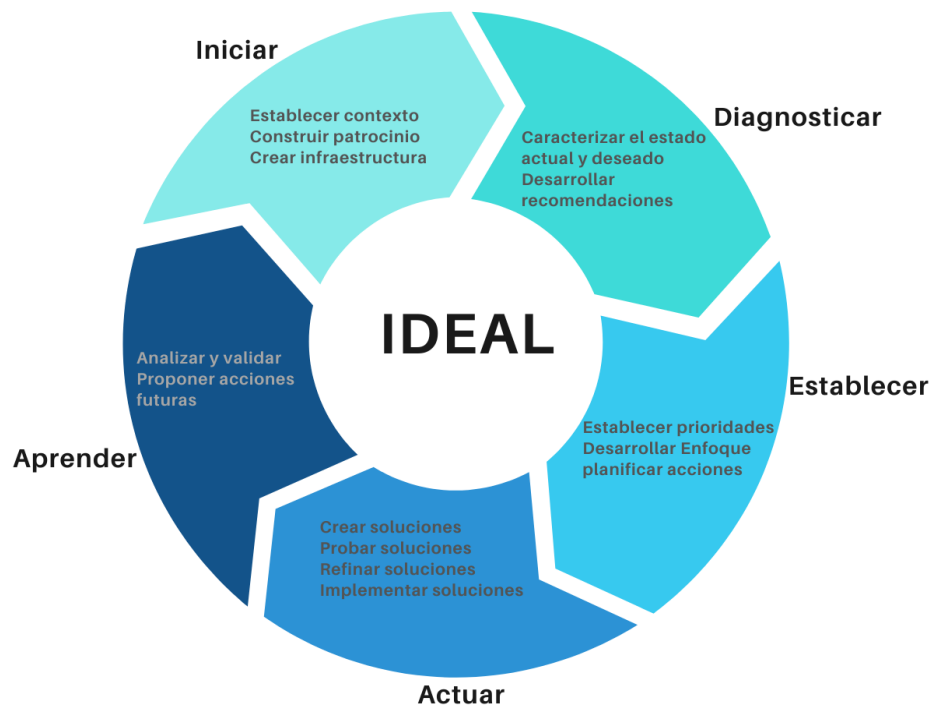 Iniciar
Establecer contexto
Construir patrocinio
Crear infraestructura
Diagnosticar
Caracterizar el estado
actual y deseado
Desarrollar
recomendaciones
IDEAL
Establecer
Establecer prioridades
Desarrollar Enfoque
planificar acciones
Actuar
Crear soluciones
Probar soluciones
Refinar soluciones
Implementar soluciones
Aprender
Analizar y validar
Proponer acciones
futuras